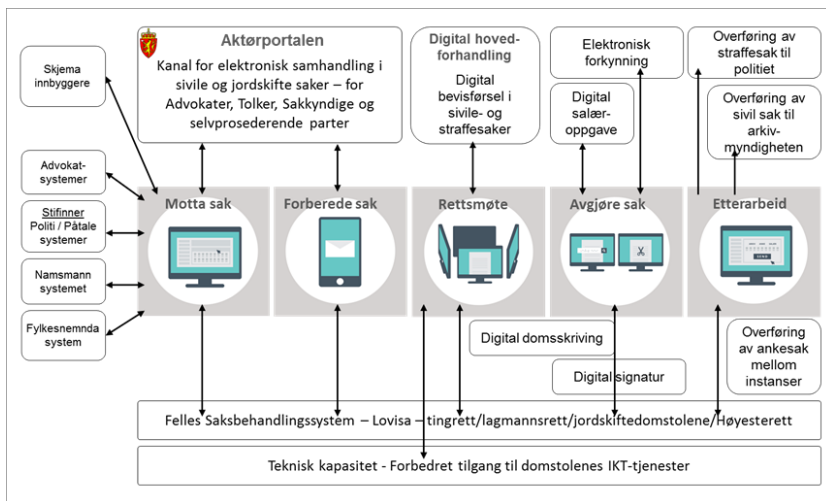 Skjema
innbyggere
Aktørportalen
Kanal for elektronisk samhandling i
sivile og jordskifte saker – for
Advokater, Tolker, Sakkyndige og
selvprosederende parter
Digital hoved-
forhandling
Digital
bevisførsel i
sivile- og
straffesaker
Elektronisk
forkynning
Digital
salær-
oppgave
Overføring av
straffesak til
politiet
Overføring av
sivil sak til
arkiv-
myndigheten
Advokat-
systemer
Stifinner
Politi / Påtale
systemer
Namsmann
systemet
Fylkesnemnda
system
Motta sak
Forberede sak
Rettsmøte
Avgjøre sak
Etterarbeid
Digital domsskriving
Digital signatur
Overføring
av ankesak
mellom
instanser
Felles Saksbehandlingssystem – Lovisa – tingrett/lagmannsrett/jordskiftedomstolene/Høyesterett
Teknisk kapasitet - Forbedret tilgang til domstolenes IKT-tjenester